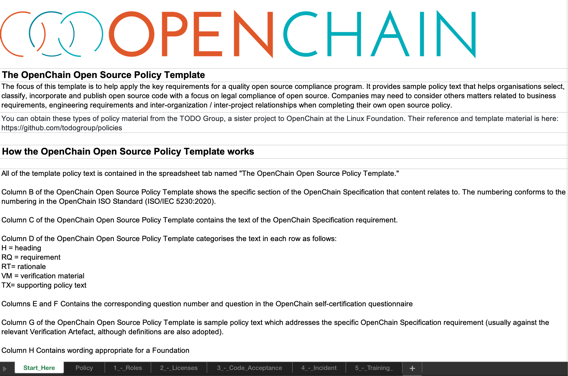 OPENCHAIN
The OpenChain Open Source Policy Template
The focus of this template is to help apply the key requirements for a quality open source compliance program. It provides sample policy text that helps organisations select,
classify, incorporate and publish open source code with a focus on legal compliance of open source. Companies may need to consider others matters related to business
requirements, engineering requirements and inter-organization / inter-project relationships when completing their own open source policy.
You can obtain these types of policy material from the TODO Group, a sister project to OpenChain at the Linux Foundation. Their reference and template material is here:
https://github.com/todogroup/policies
How the OpenChain Open Source Policy Template works
All of the template policy text is contained in the spreadsheet tab named "The OpenChain Open Source Policy Template."
Column B of the OpenChain Open Source Policy Template shows the specific section of the OpenChain Specification that content relates to. The numbering conforms to the
numbering in the OpenChain ISO Standard (ISO/IEC 5230:2020).
Column C of the OpenChain Open Source Policy Template contains the text of the OpenChain Specification requirement.
Column D of the OpenChain Open Source Policy Template categorises the text in each row as follows:
H = heading
RQ = requirement
RT= rationale
VM = verification material
TX= supporting policy text
Columns E and F Contains the corresponding question number and question in the OpenChain self-certification questionnaire
Column G of the OpenChain Open Source Policy Template is sample policy text which addresses the specific OpenChain Specification requirement (usually against the
relevant Verification Artefact, although definitions are also adopted).
Column H Contains wording appropriate for a Foundation
Start_Here Policy 1_-_Roles 2_-_Licenses 3_-_Code_Acceptance 4_-_Incident 5_-_Training_ +